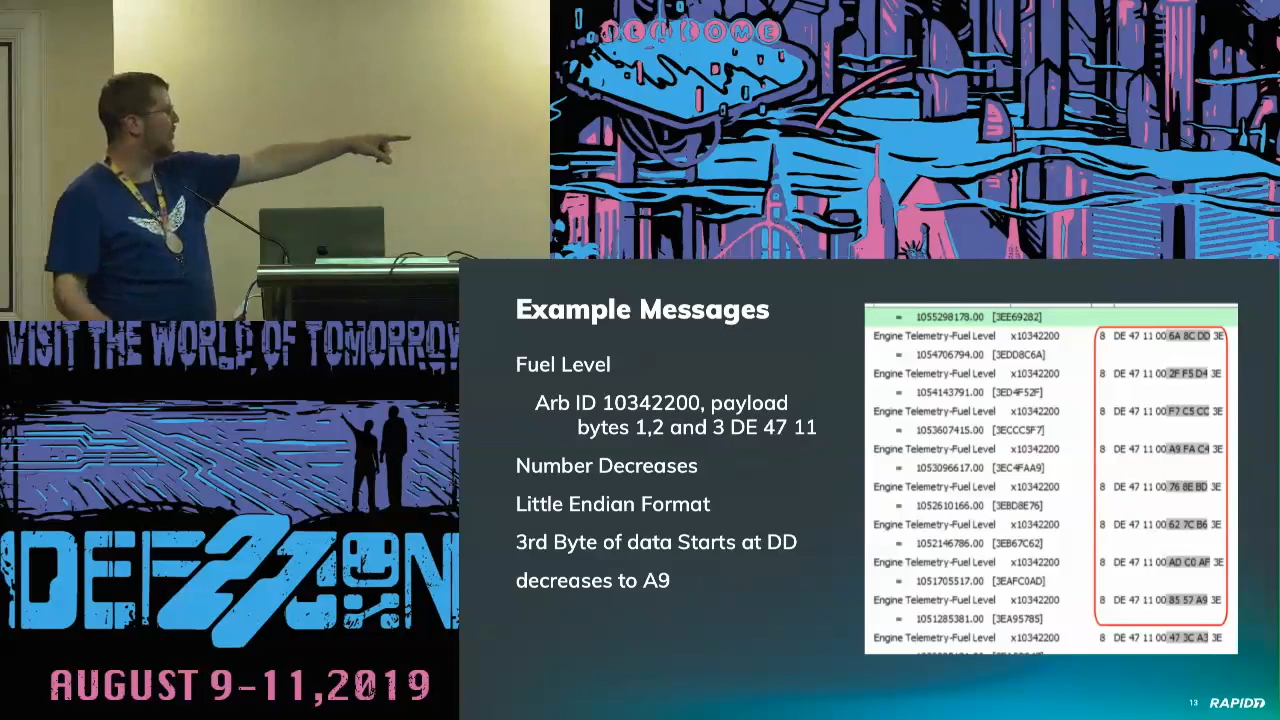 WELCOME
VISIT THE WORLD OF TOMORROW
DEF27CON
AUGUST 9-11,2019
Example Messages
Fuel Level
Arb ID 10342200, payload
bytes 1,2 and 3 DE 47 11
Number Decreases
Little Endian Format
3rd Byte of data Starts at DD
decreases to A9
= 1055298178.00 [3EE69282]
Engine Telemetry-Fuel Level x10342200 8 DE 47 11 00 6A 8C DD 3E
= 1054706794.00 [3EDD8C6A]
Engine Telemetry-Fuel Level x10342200 8 DE 47 11 00 2F F5 D4 3E
= 1054143791.00 [3ED4F52F]
Engine Telemetry-Fuel Level x10342200 8 DE 47 11 00 F7 C5 CC 3E
= 1053607415.00 [3ECCC5F7]
Engine Telemetry-Fuel Level x10342200 8 DE 47 11 00 A9 FA C4 3E
= 1053096617.00 [3EC4FAA9]
Engine Telemetry-Fuel Level x10342200 8 DE 47 11 00 76 8E BD 3E
= 1052610166.00 [3EBD8E76]
Engine Telemetry-Fuel Level x10342200 8 DE 47 11 00 62 7C B6 3E
= 1052146786.00 [3EB67C62]
Engine Telemetry-Fuel Level x10342200 8 DE 47 11 00 AD C0 AF 3E
= 1051705517.00 [3EAFC0AD]
Engine Telemetry-Fuel Level x10342200 8 DE 47 11 00 85 57 A9 3E
= 1051285381.00 [3EA95785]
Engine Telemetry-Fuel Level x10342200 8 DE 47 11 00 47 3C A3 3E
13 RAPID7